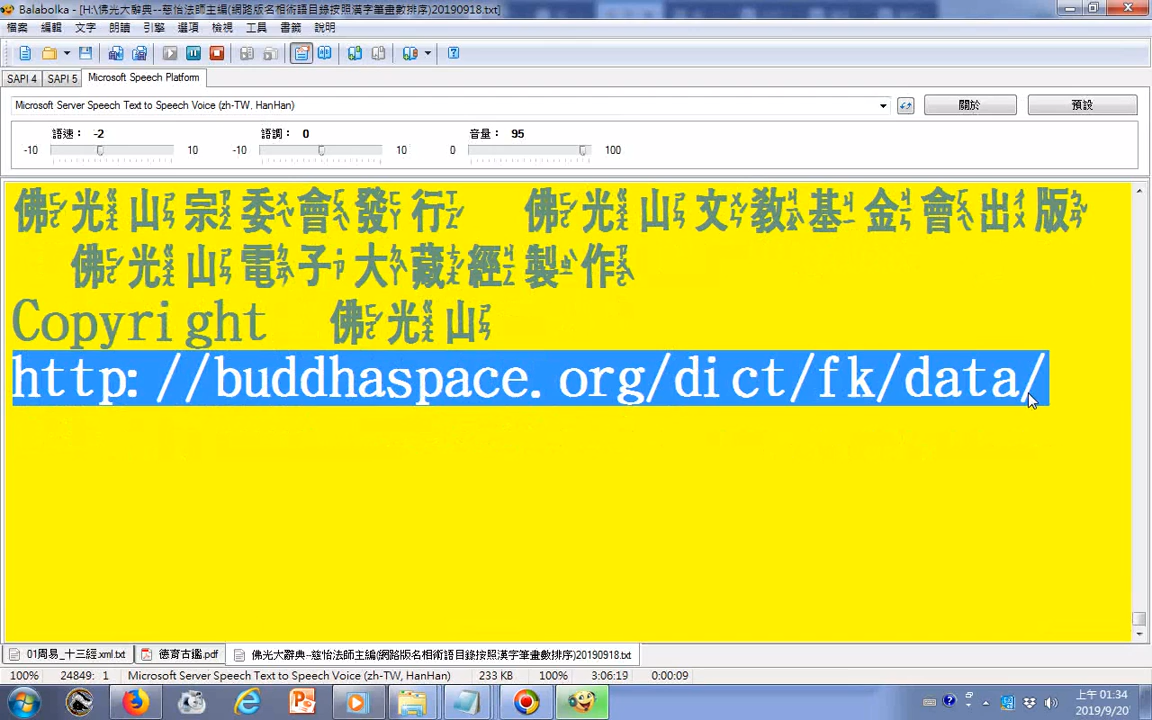 Balabolka - [H:\佛光大辭典--慈怡法師主編(網路版名相術語目錄按照漢字筆畫數排序)20190918.txt]
檔案 編輯 文字 朗讀 引擎 選項 檢視 工具 書籤 說明
SAPI 4 SAPI 5 Microsoft Speech Platform
Microsoft Server Speech Text to Speech Voice (zh-TW, HanHan) 關於 預設
語速： -2 語調： 0 音量： 95
-10 10 -10 10 0 100
佛光山宗委會發行 佛光山文教基金會出版
佛光山電子大藏經製作
Copyright 佛光山
http://buddhaspace.org/dict/fk/data/
01周易_十三經.xml.txt 德育古鑑.pdf 佛光大辭典--慈怡法師主編(網路版名相術語目錄按照漢字筆畫數排序)20190918.txt
100% 24849: 1 Microsoft Server Speech Text to Speech Voice (zh-TW, HanHan) 100% 233 KB 3:06:19 0:00:09
上午 01:34
2019/9/20